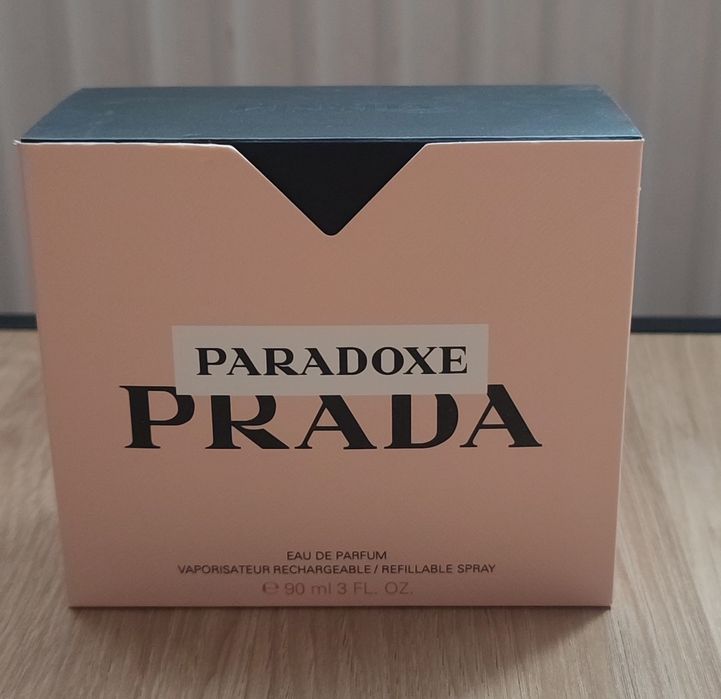 PARADOXE
PRADA
EAU DE PARFUM
VAPORISATEUR RECHARGEABLE / REFILLABLE SPRAY
℮ 90 ml 3 FL. OZ.